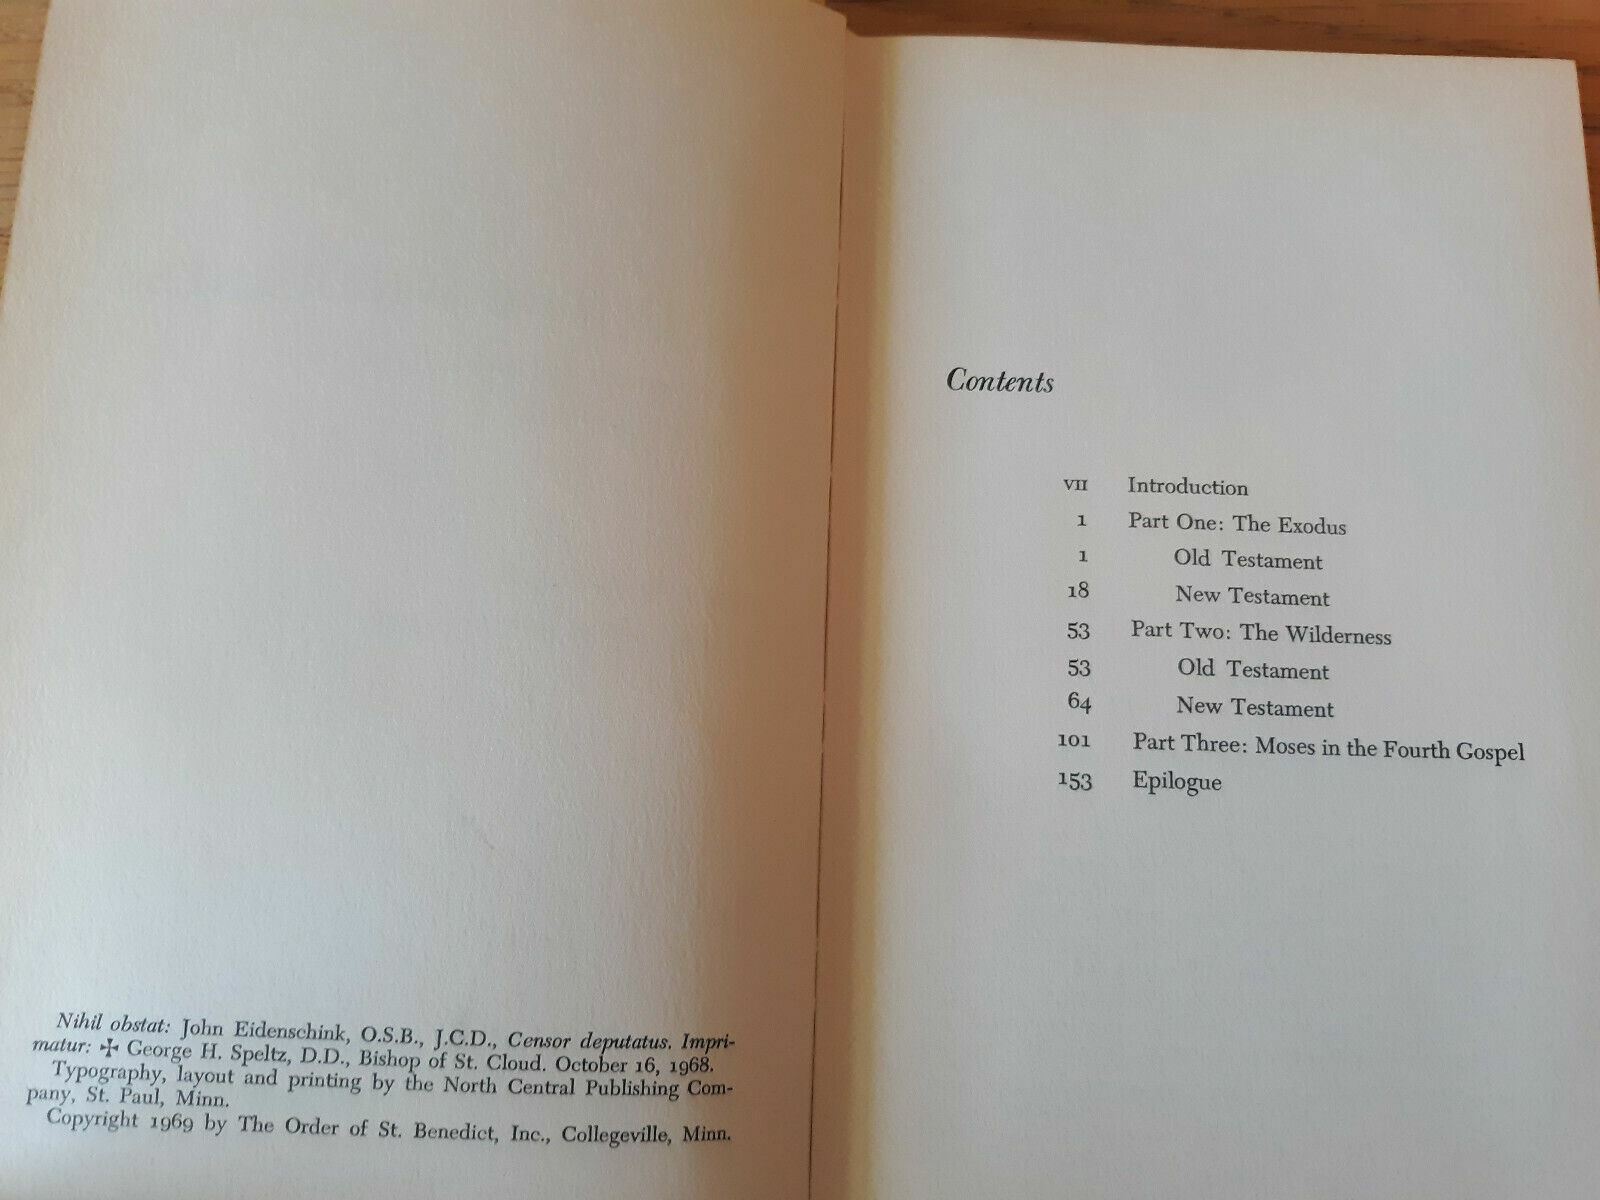 Nihil obstat: John Eidenschink, O.S.B., J.C.D., Censor deputatus. Impri-
matur: ✠ George H. Speltz, D.D., Bishop of St. Cloud. October 16, 1968.
Typography, layout and printing by the North Central Publishing Com-
pany, St. Paul, Minn.
Copyright 1969 by The Order of St. Benedict, Inc., Collegeville, Minn.
Contents
VII Introduction
1 Part One: The Exodus
1 Old Testament
18 New Testament
53 Part Two: The Wilderness
53 Old Testament
64 New Testament
101 Part Three: Moses in the Fourth Gospel
153 Epilogue